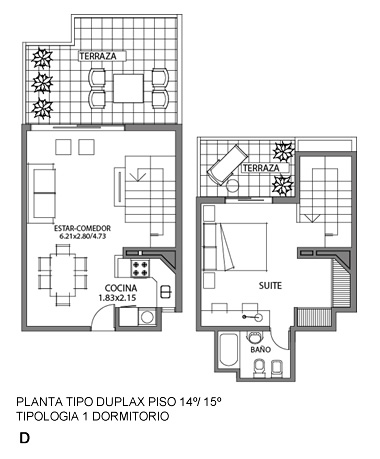 TERRAZA
TERRAZA
ESTAR-COMEDOR
6.21x2.80/4.73
COCINA
1.83x2.15
SUITE
BAÑO
PLANTA TIPO DUPLAX PISO 14º/ 15º
TIPOLOGIA 1 DORMITORIO
D